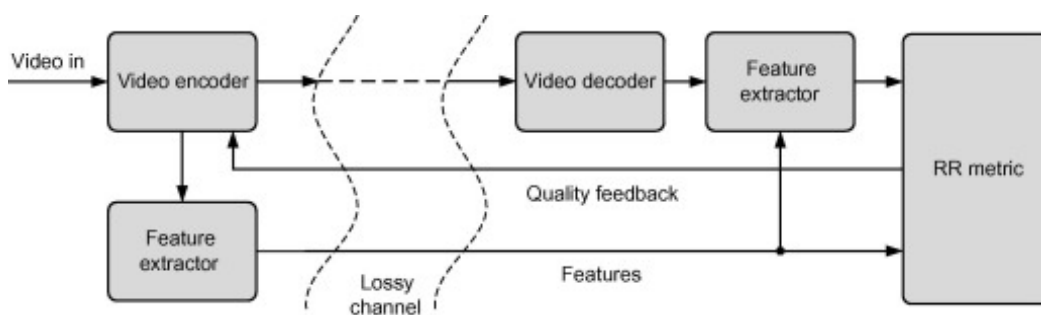 Video in
Video encoder
Video decoder
Feature
extractor
RR metric
Quality feedback
Feature
extractor
Features
Lossy
channel